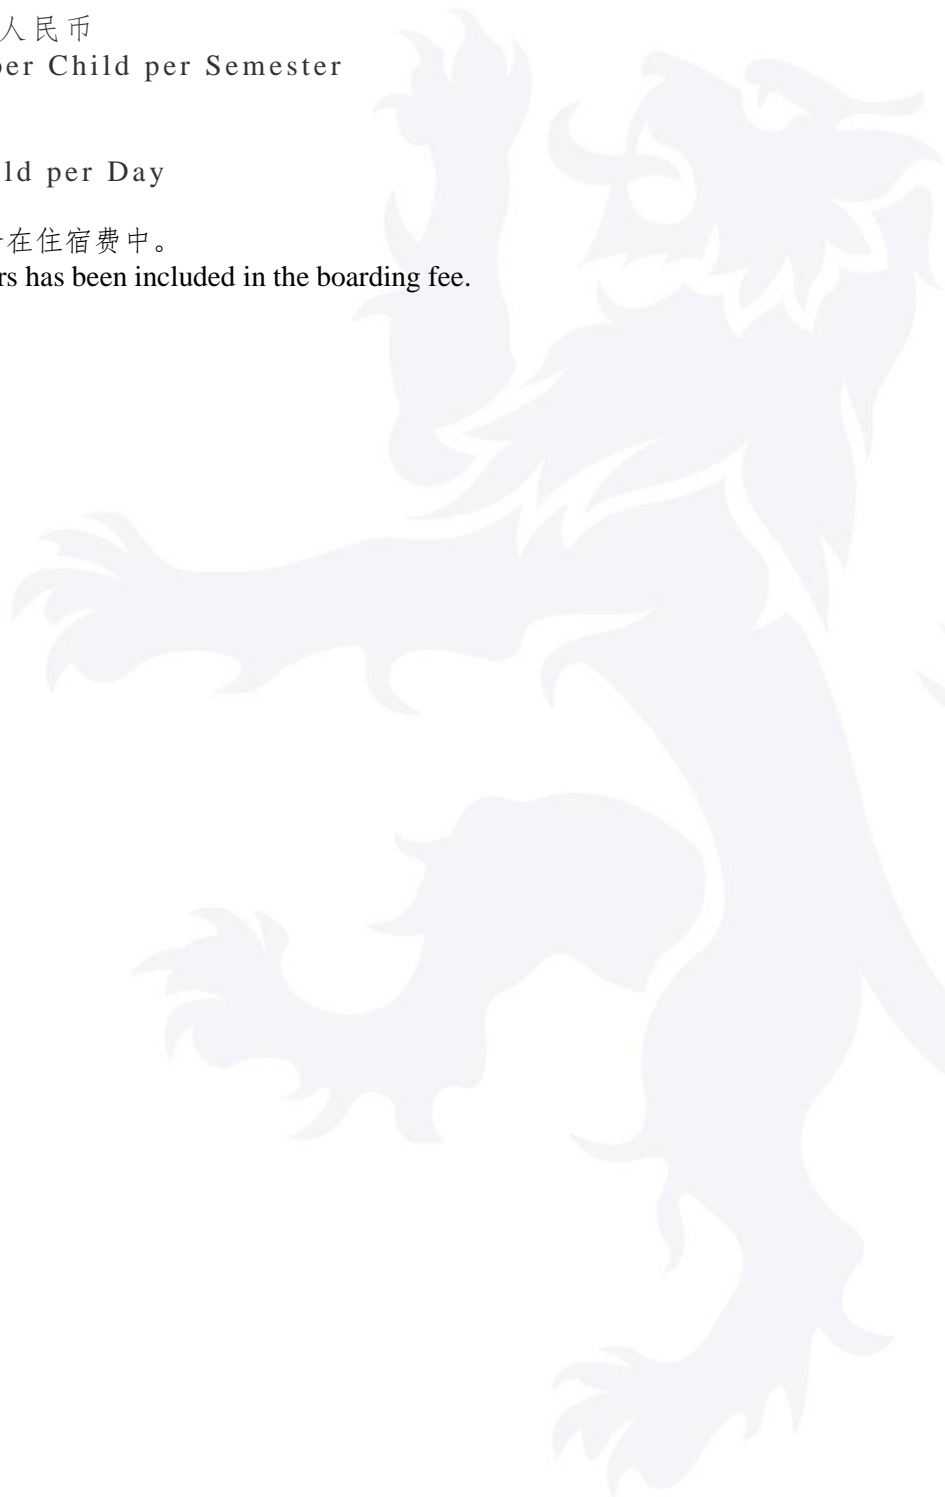 人民币
per Child per Semester
ld per Day
在住宿费中。
rs has been included in the boarding fee.